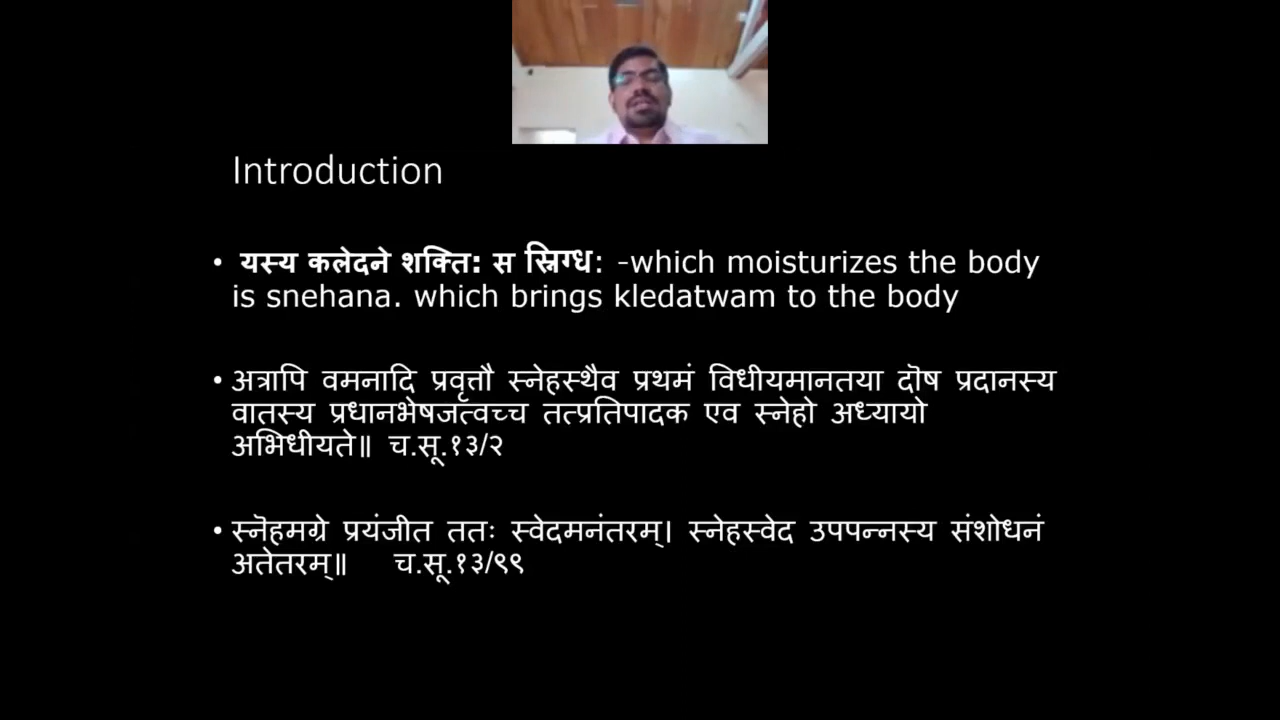 Introduction
• यस्य कलेदने शक्ति: स स्निग्ध: -which moisturizes the body
is snehana. which brings kledatwam to the body
• अत्रापि वमनादि प्रवृत्तौ स्नेहस्थैव प्रथमं विधीयमानतया दॊष प्रदानस्य
वातस्य प्रधानभेषजत्वच्च तत्प्रतिपादक एव स्नेहो अध्यायो
अभिधीयते॥ च.सू.१३/२
• स्नॆहमग्रे प्रयंजीत ततः स्वेदमनंतरम्। स्नेहस्वेद उपपन्नस्य संशोधनं
अतेतरम्॥ च.सू.१३/९९